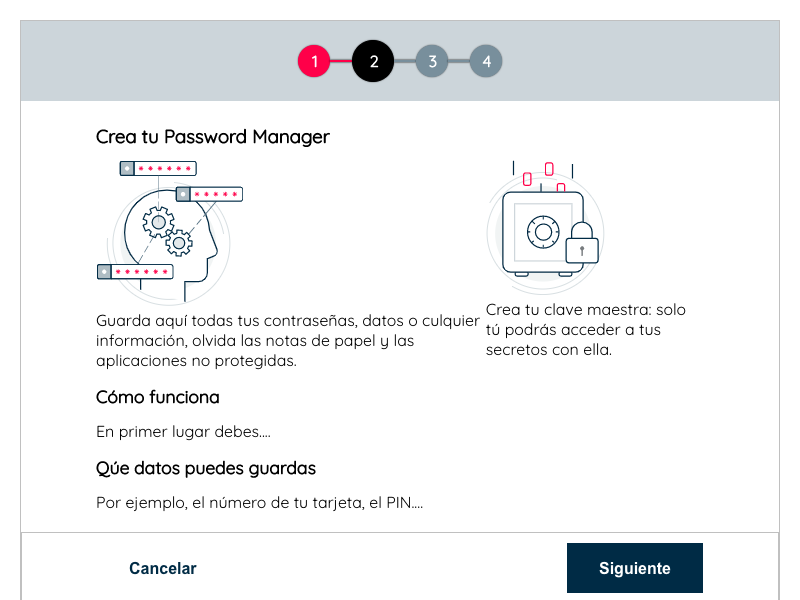 1 2 3 4
Crea tu Password Manager
Guarda aquí todas tus contraseñas, datos o culquier
información, olvida las notas de papel y las
aplicaciones no protegidas.
Crea tu clave maestra: solo
tú podrás acceder a tus
secretos con ella.
Cómo funciona
En primer lugar debes....
Qúe datos puedes guardas
Por ejemplo, el número de tu tarjeta, el PIN....
Cancelar
Siguiente